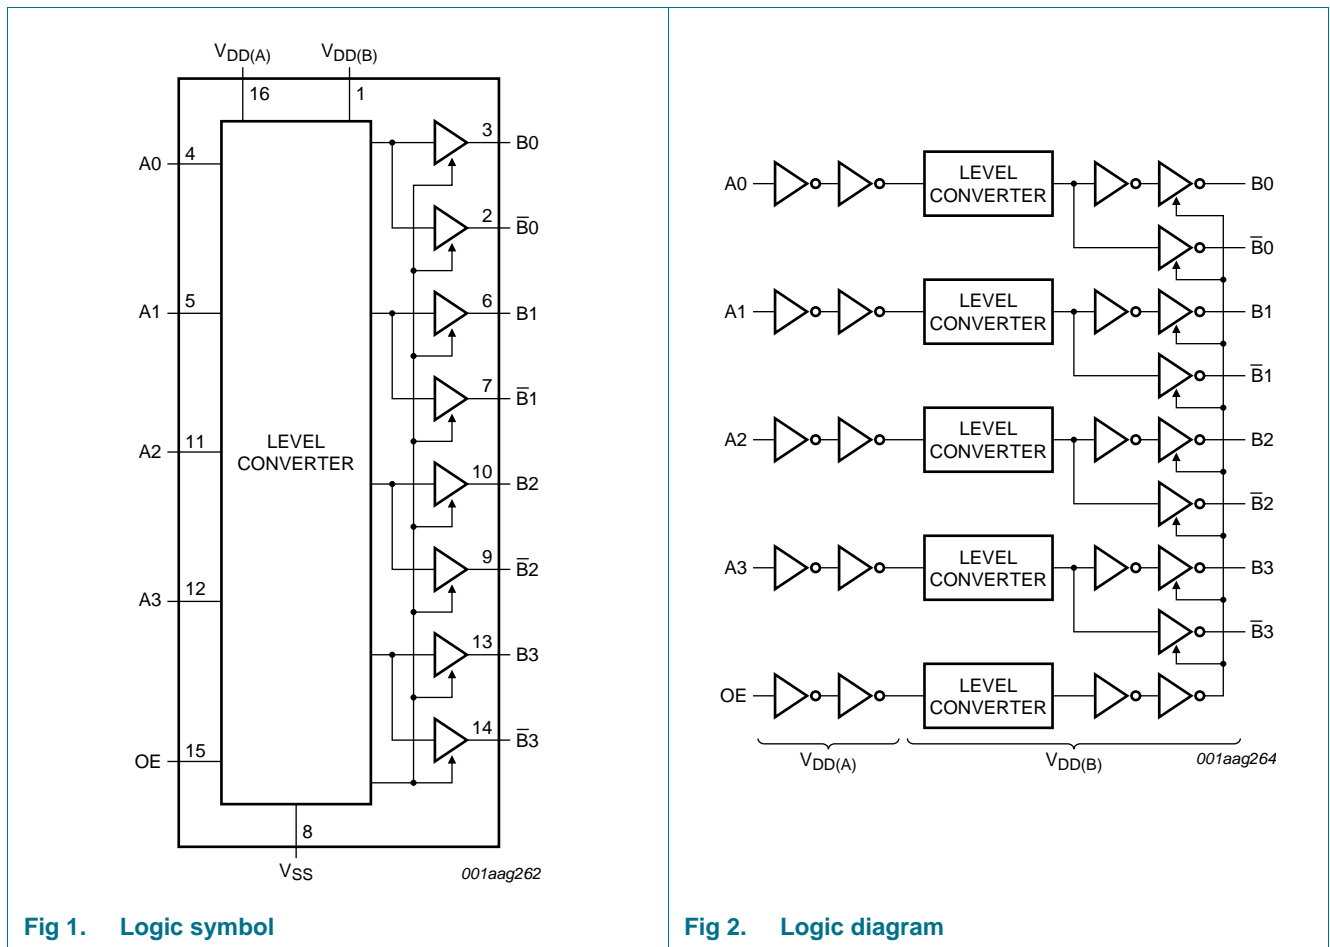 VDD(A) VDD(B)
16 1
3 B0
A0 4
2 B̅0
5 6 B1
A1
7 B̅1
A2 11 LEVEL
CONVERTER
10 B2
9 B̅2
12
A3
13 B3
14 B̅3
OE 15
8
VSS
001aag262
Fig 1. Logic symbol
A0 LEVEL
CONVERTER B0
B̅0
A1 LEVEL
CONVERTER B1
B̅1
A2 LEVEL
CONVERTER B2
B̅2
A3 LEVEL
CONVERTER B3
B̅3
OE LEVEL
CONVERTER
VDD(A) VDD(B) 001aag264
Fig 2. Logic diagram